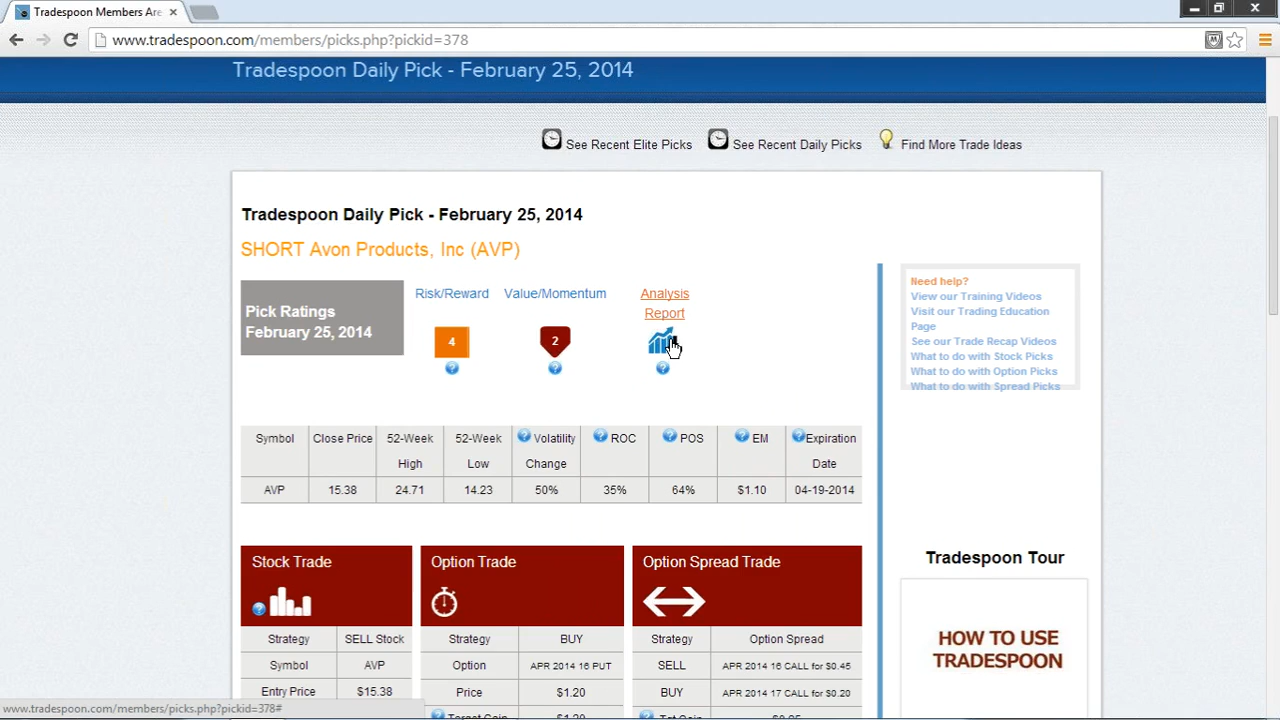 Tradespoon Members Are
www.tradespoon.com/members/picks.php?pickid=378
Tradespoon Daily Pick - February 25, 2014
See Recent Elite Picks See Recent Daily Picks Find More Trade Ideas
Tradespoon Daily Pick - February 25, 2014
SHORT Avon Products, Inc (AVP)
Pick Ratings
February 25, 2014
Risk/Reward Value/Momentum Analysis
Report
4 2
? ? ?
Need help?
View our Training Videos
Visit our Trading Education
Page
See our Trade Recap Videos
What to do with Stock Picks
What to do with Option Picks
What to do with Spread Picks
Symbol Close Price 52-Week High 52-Week Low ? Volatility Change ? ROC ? POS ? EM ? Expiration Date
AVP 15.38 24.71 14.23 50% 35% 64% $1.10 04-19-2014
Stock Trade Option Trade Option Spread Trade
?
Strategy SELL Stock Strategy BUY Strategy Option Spread
Symbol AVP Option APR 2014 16 PUT SELL APR 2014 16 CALL for $0.45
Entry Price $15.38 Price $1.20 BUY APR 2014 17 CALL for $0.20
Tradespoon Tour
HOW TO USE
TRADESPOON
www.tradespoon.com/members/picks.php?pickid=378#